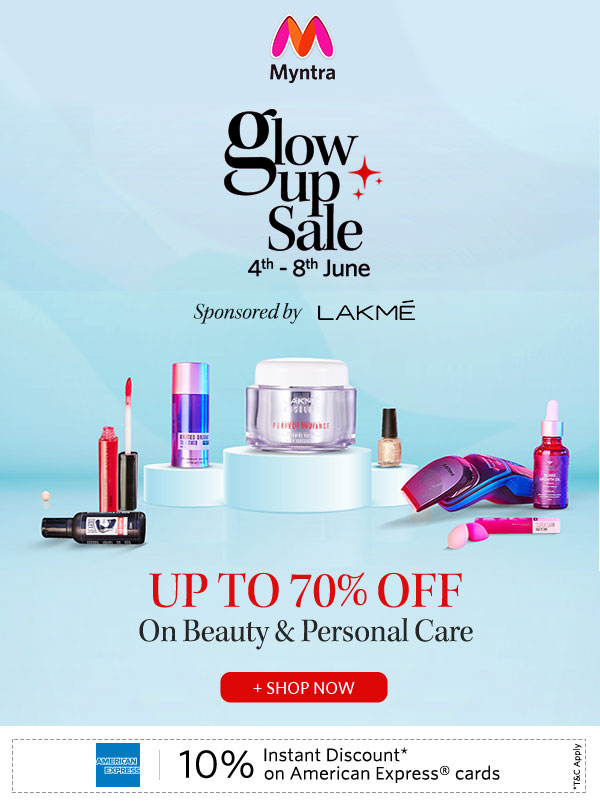 Myntra
glow
up
Sale
4th - 8th June
Sponsored by LAKMÉ
UP TO 70% OFF
On Beauty & Personal Care
+ SHOP NOW
AMERICAN
EXPRESS
10% Instant Discount*
on American Express® cards
*T&C Apply